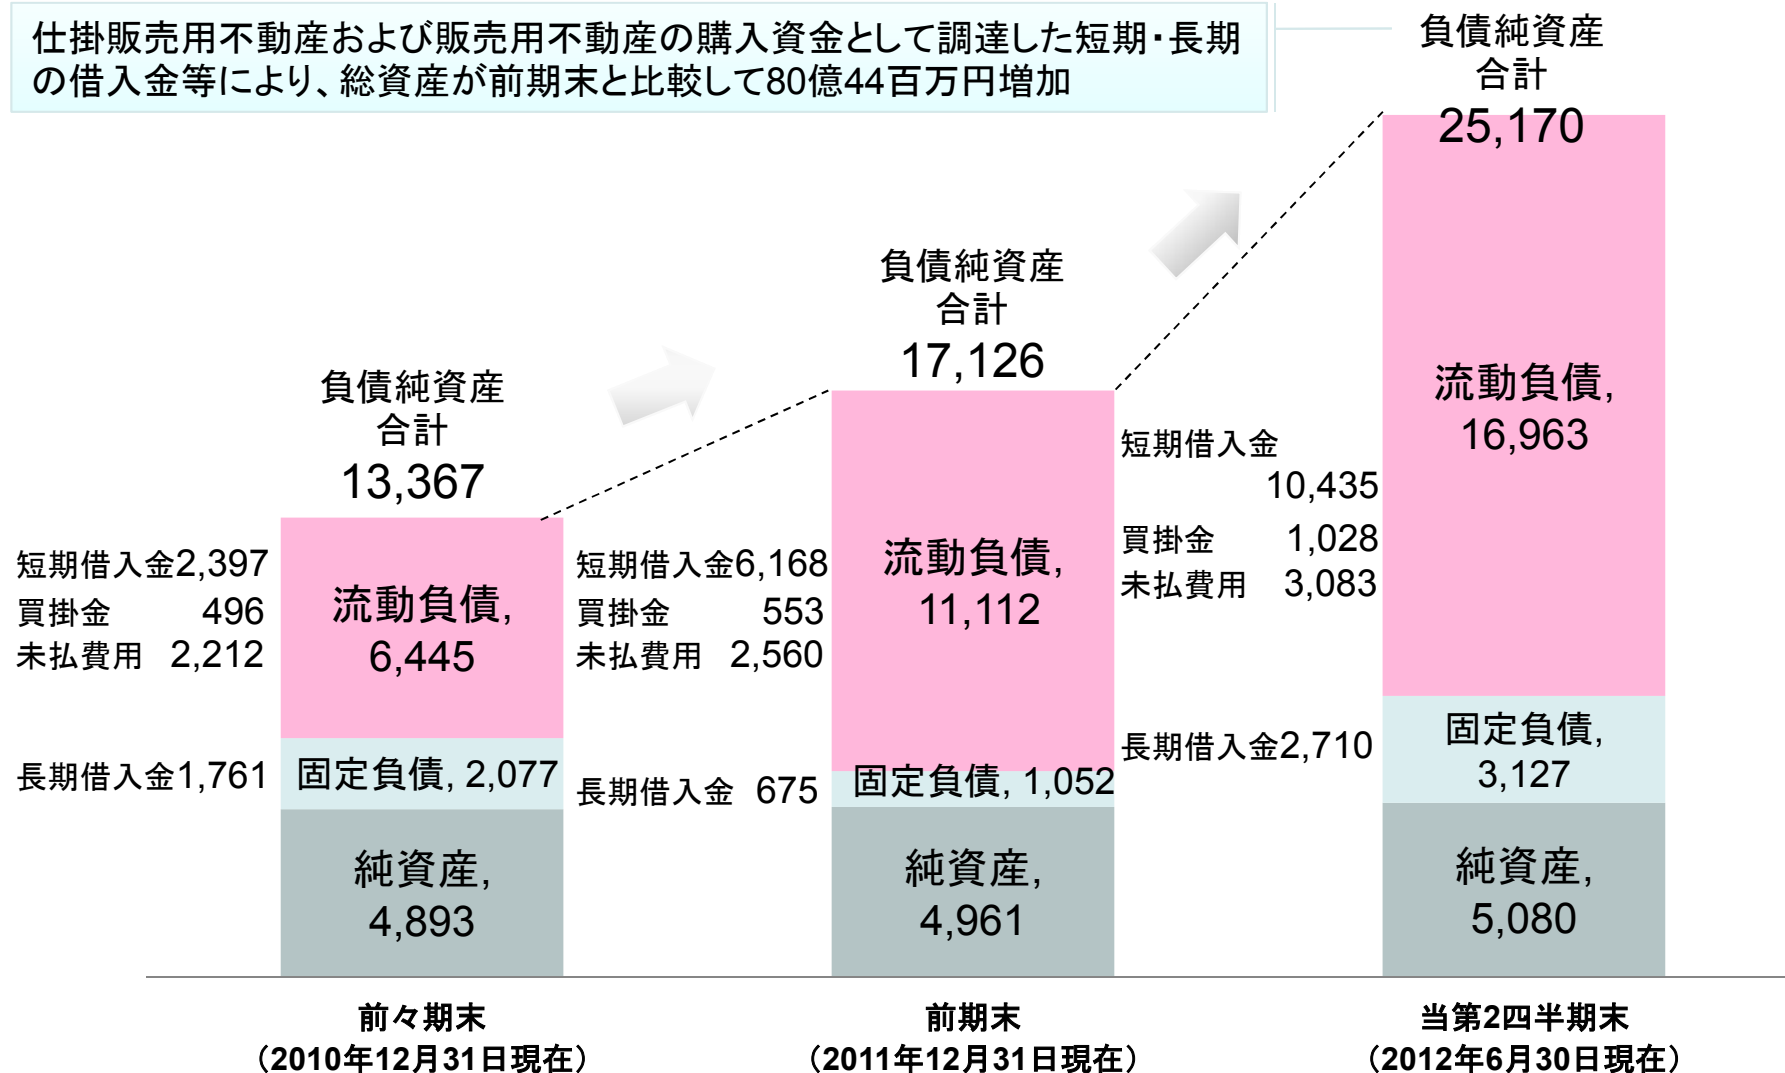 仕掛販売用不動産および販売用不動産の購入資金として調達した短期・長期
の借入金等により、総資産が前期末と比較して80億44百万円増加
負債純資産
合計
13,367
短期借入金2,397
買掛金 496
未払費用 2,212
長期借入金1,761
流動負債,
6,445
固定負債, 2,077
純資産,
4,893
前々期末
（2010年12月31日現在）
負債純資産
合計
17,126
短期借入金6,168
買掛金 553
未払費用 2,560
長期借入金 675
流動負債,
11,112
固定負債, 1,052
純資産,
4,961
前期末
（2011年12月31日現在）
負債純資産
合計
25,170
短期借入金
10,435
買掛金 1,028
未払費用 3,083
長期借入金2,710
流動負債,
16,963
固定負債,
3,127
純資産,
5,080
当第2四半期末
（2012年6月30日現在）